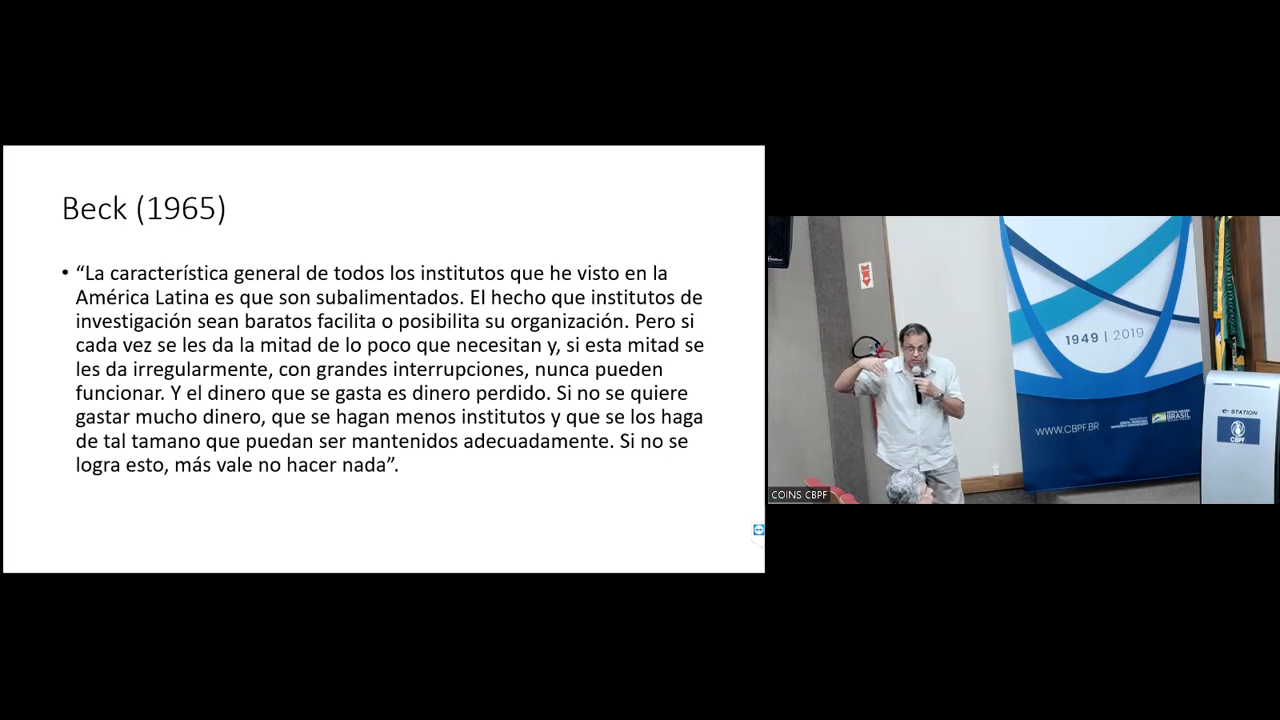 Beck (1965)
• “La característica general de todos los institutos que he visto en la
América Latina es que son subalimentados. El hecho que institutos de
investigación sean baratos facilita o posibilita su organización. Pero si
cada vez se les da la mitad de lo poco que necesitan y, si esta mitad se
les da irregularmente, con grandes interrupciones, nunca pueden
funcionar. Y el dinero que se gasta es dinero perdido. Si no se quiere
gastar mucho dinero, que se hagan menos institutos y que se los haga
de tal tamano que puedan ser mantenidos adecuadamente. Si no se
logra esto, más vale no hacer nada”.
1949 | 2019
WWW.CBPF.BR
BRASIL
e-STATION
CBPF
COINS CBPF